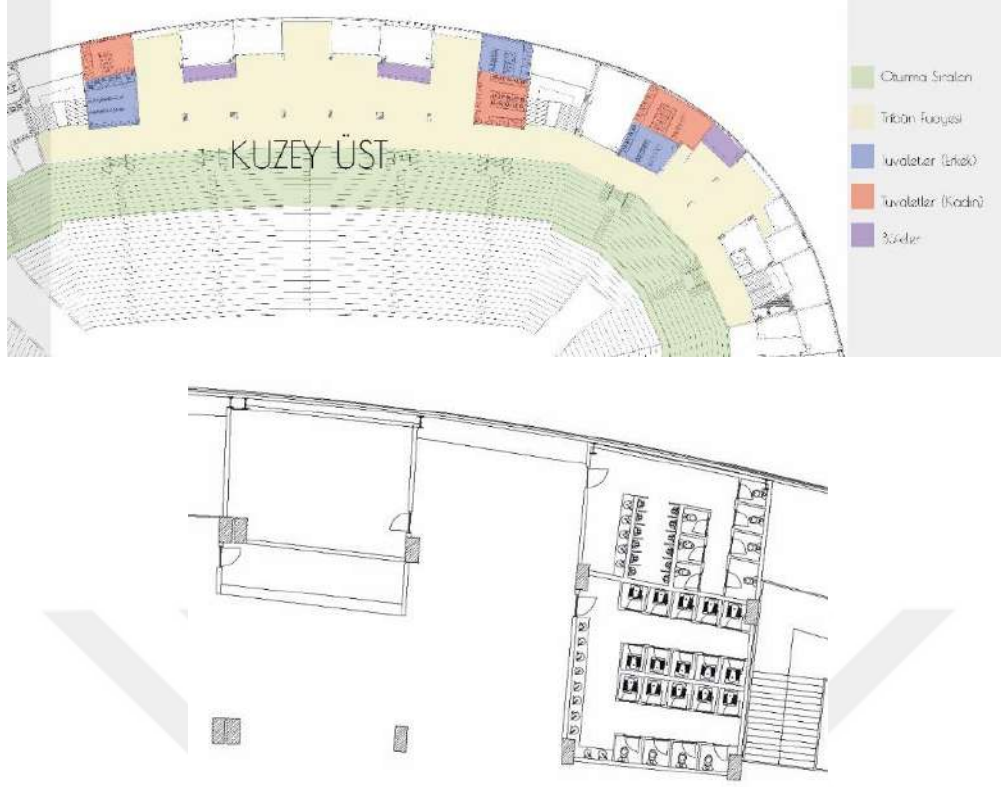 KUZEY ÜST
Oturma Sıraları
Tribün Fuayesi
Tuvaletler (Erkek)
Tuvaletler (Kadın)
Büfeler